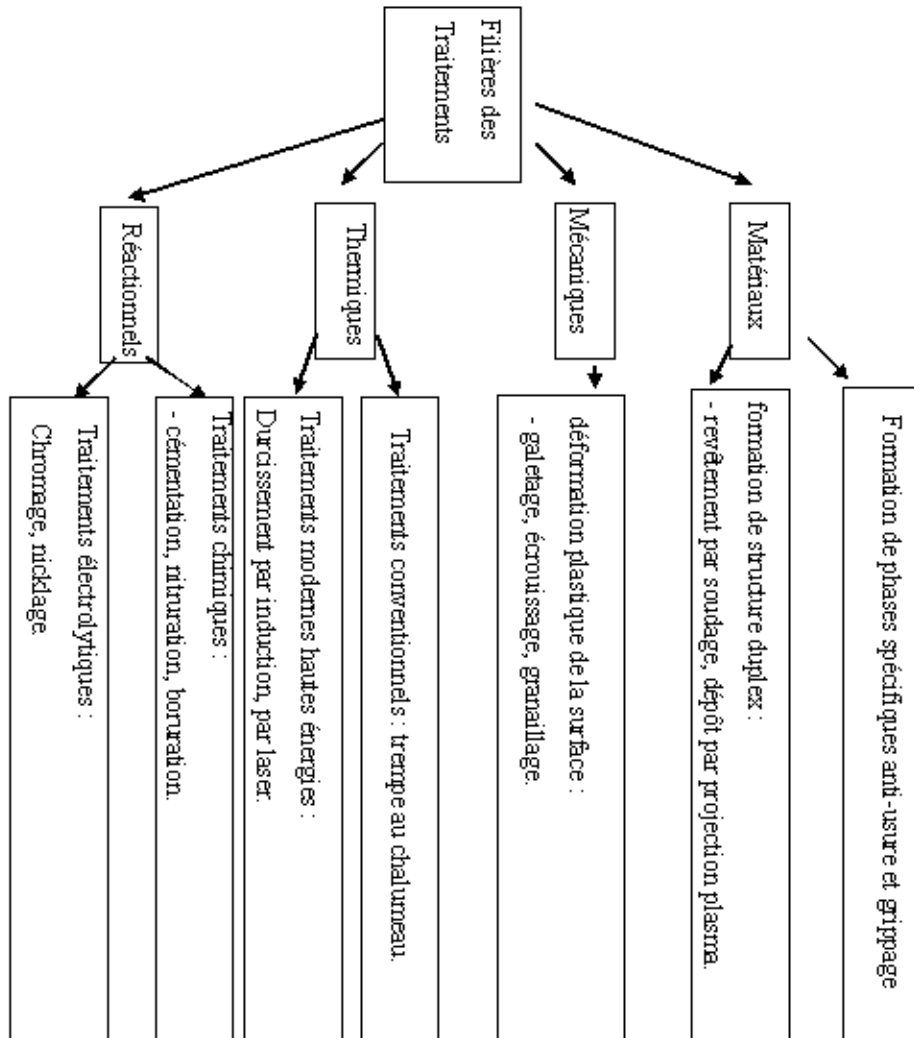 Filières des
Traitements
Matériaux
Formation de phases spécifiques anti-usure et grippage
formation de structure duplex :
- revêtement par soudage, dépôt par projection plasma.
Mécaniques
déformation plastique de la surface :
- galetage, écrouissage, granaillage.
Thermiques
Traitements conventionnels : trempe au chalumeau.
Traitements modernes hautes énergies :
Durcissement par induction, par laser.
Réactionnels
Traitements chimiques :
- cémentation, nitruration, boruration.
Traitements électrolytiques :
Chromage, nicklage.